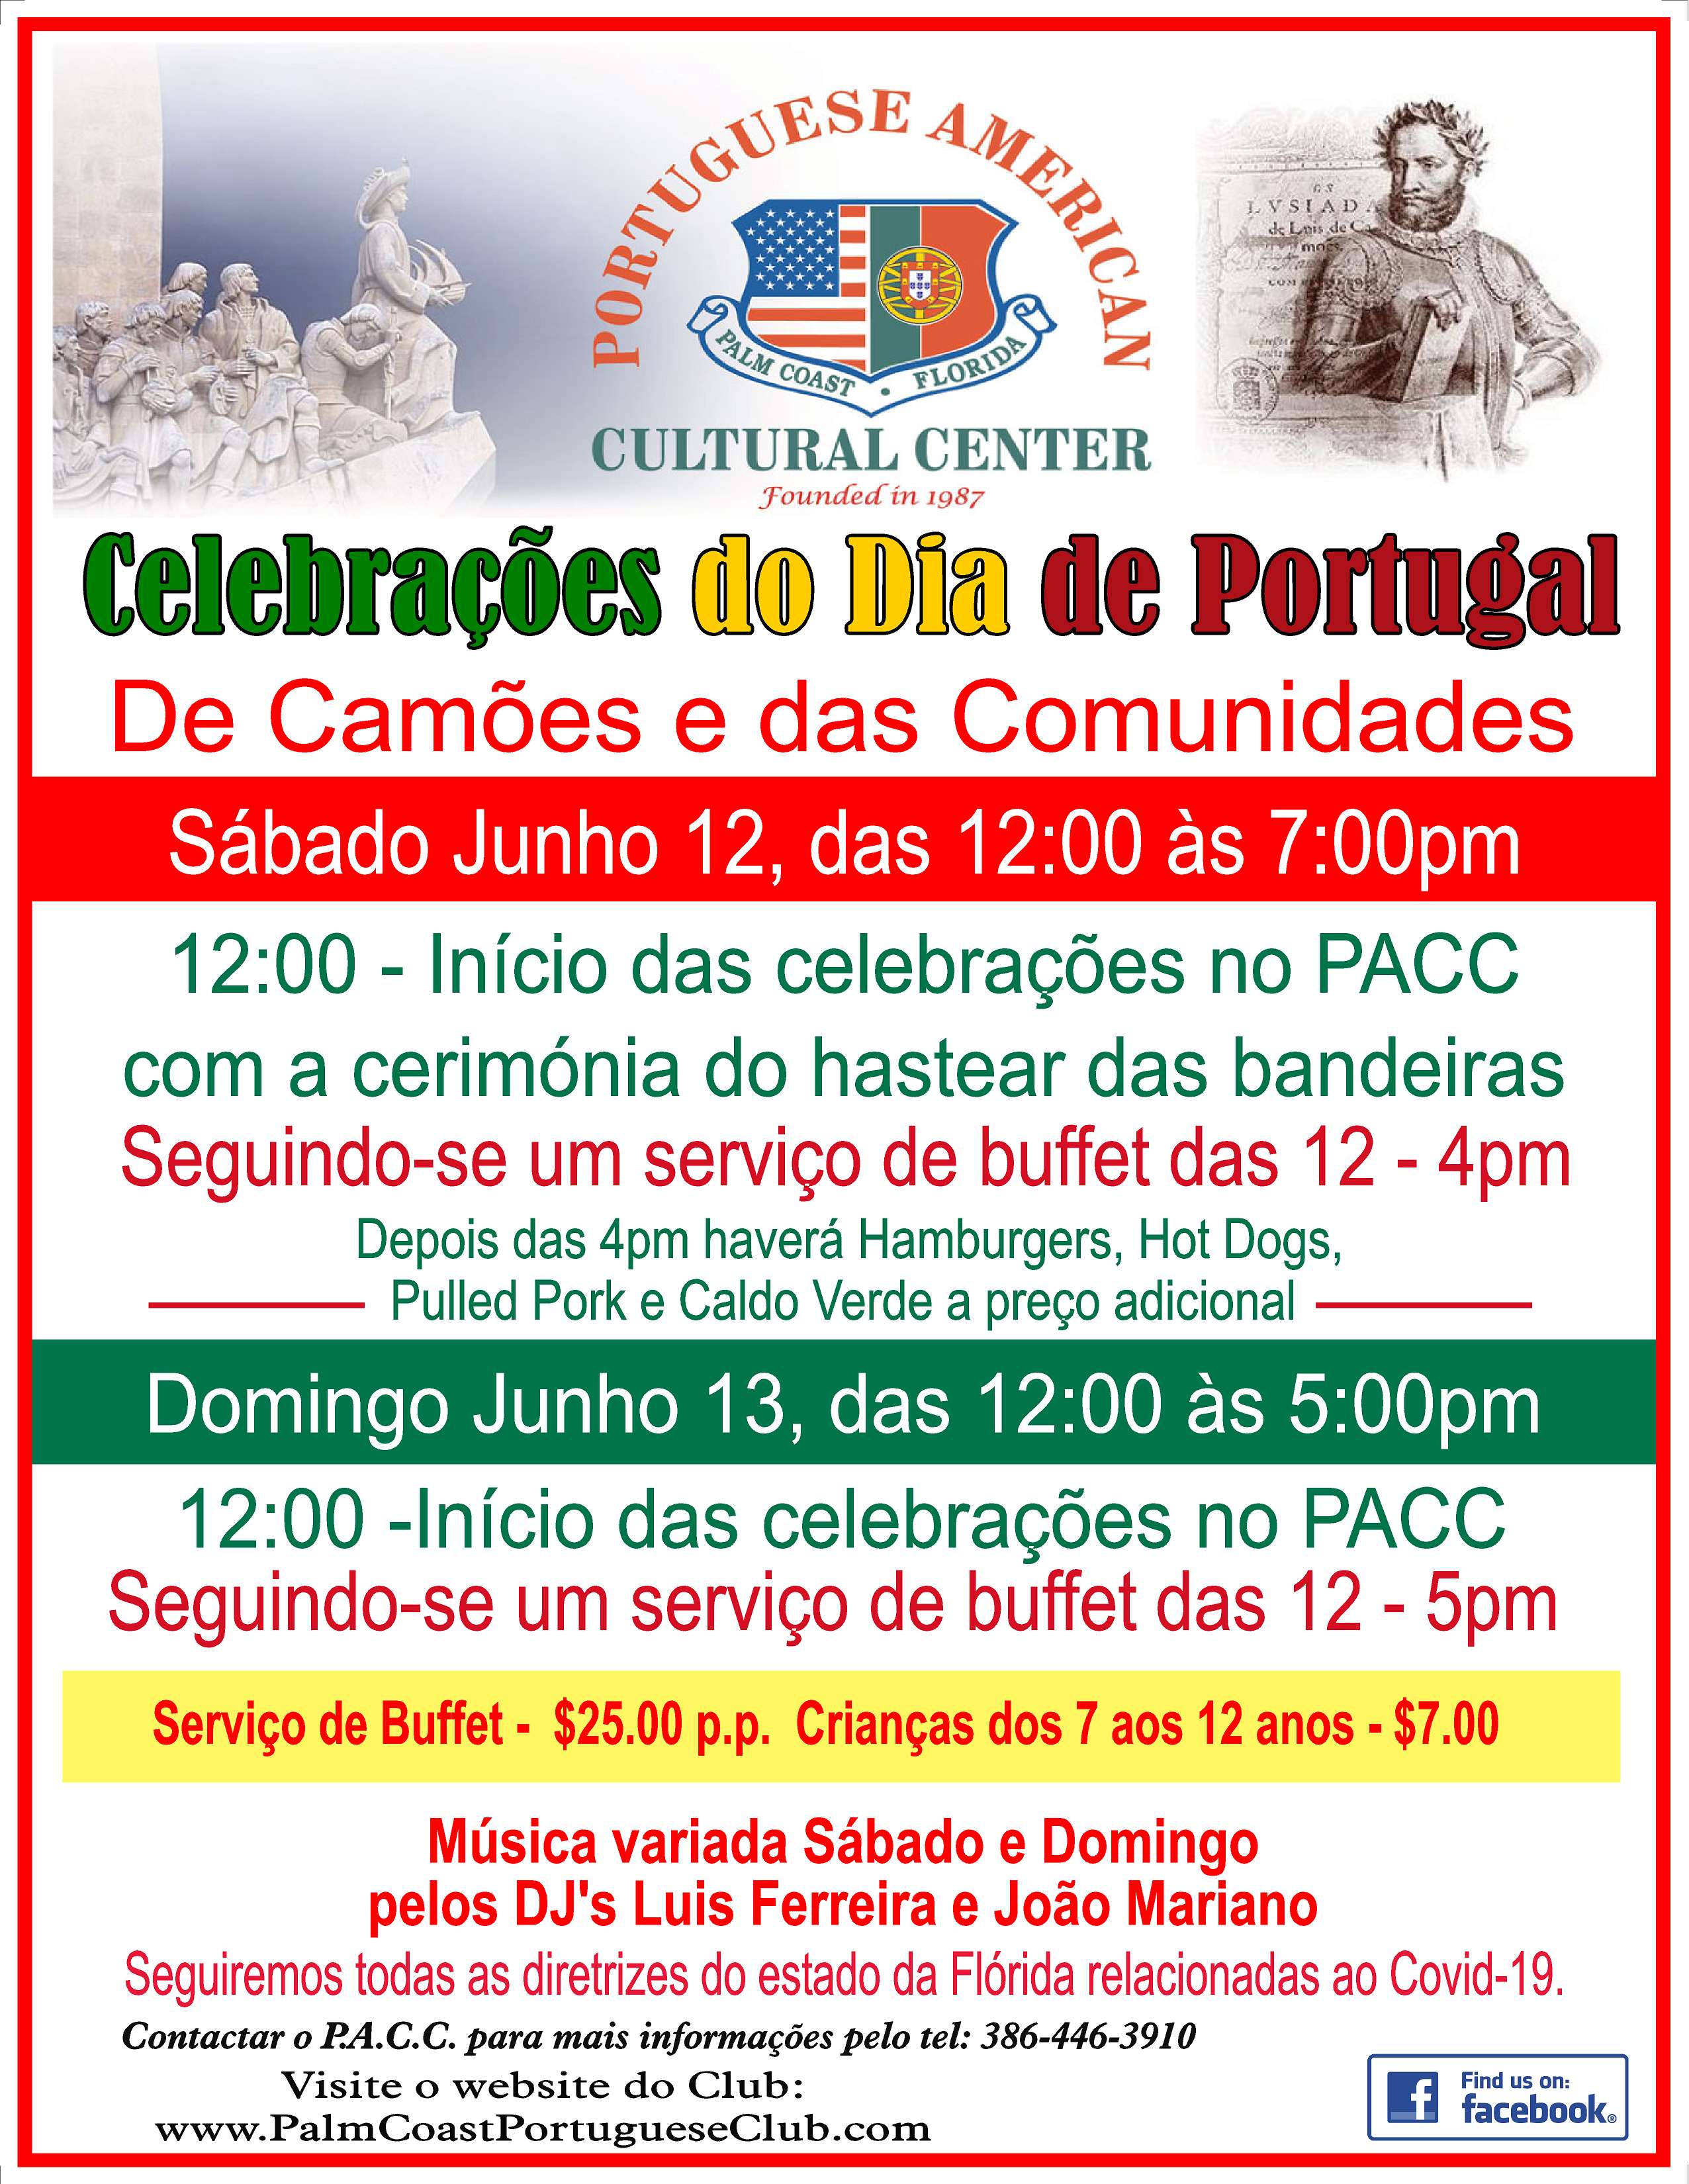 PORTUGUESE AMERICAN
PALM COAST • FLORIDA
CULTURAL CENTER
Founded in 1987
OS
LVSIADA
de Luis de Ca
moes.
Celebrações do Dia de Portugal
De Camões e das Comunidades
Sábado Junho 12, das 12:00 às 7:00pm
12:00 - Início das celebrações no PACC
com a cerimónia do hastear das bandeiras
Seguindo-se um serviço de buffet das 12 - 4pm
Depois das 4pm haverá Hamburgers, Hot Dogs,
Pulled Pork e Caldo Verde a preço adicional
Domingo Junho 13, das 12:00 às 5:00pm
12:00 -Início das celebrações no PACC
Seguindo-se um serviço de buffet das 12 - 5pm
Serviço de Buffet - $25.00 p.p. Crianças dos 7 aos 12 anos - $7.00
Música variada Sábado e Domingo
pelos DJ's Luis Ferreira e João Mariano
Seguiremos todas as diretrizes do estado da Flórida relacionadas ao Covid-19.
Contactar o P.A.C.C. para mais informações pelo tel: 386-446-3910
Visite o website do Club:
www.PalmCoastPortugueseClub.com
f Find us on:
facebook®